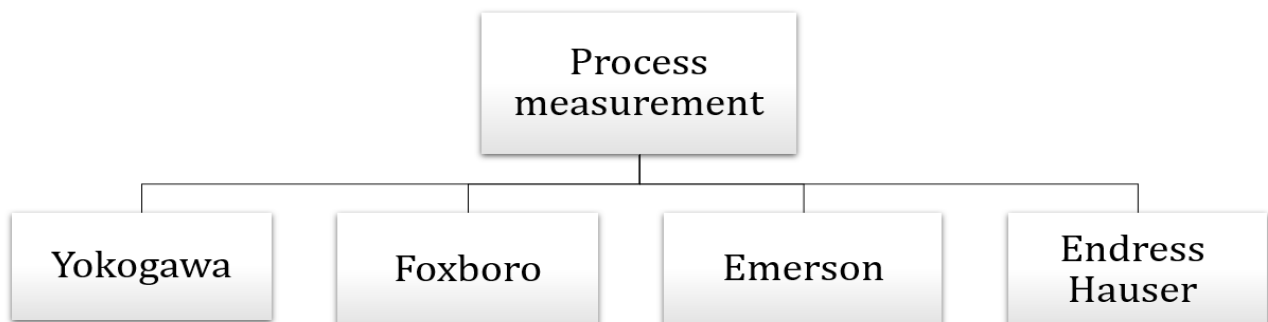 Process
measurement
Yokogawa
Foxboro
Emerson
Endress
Hauser